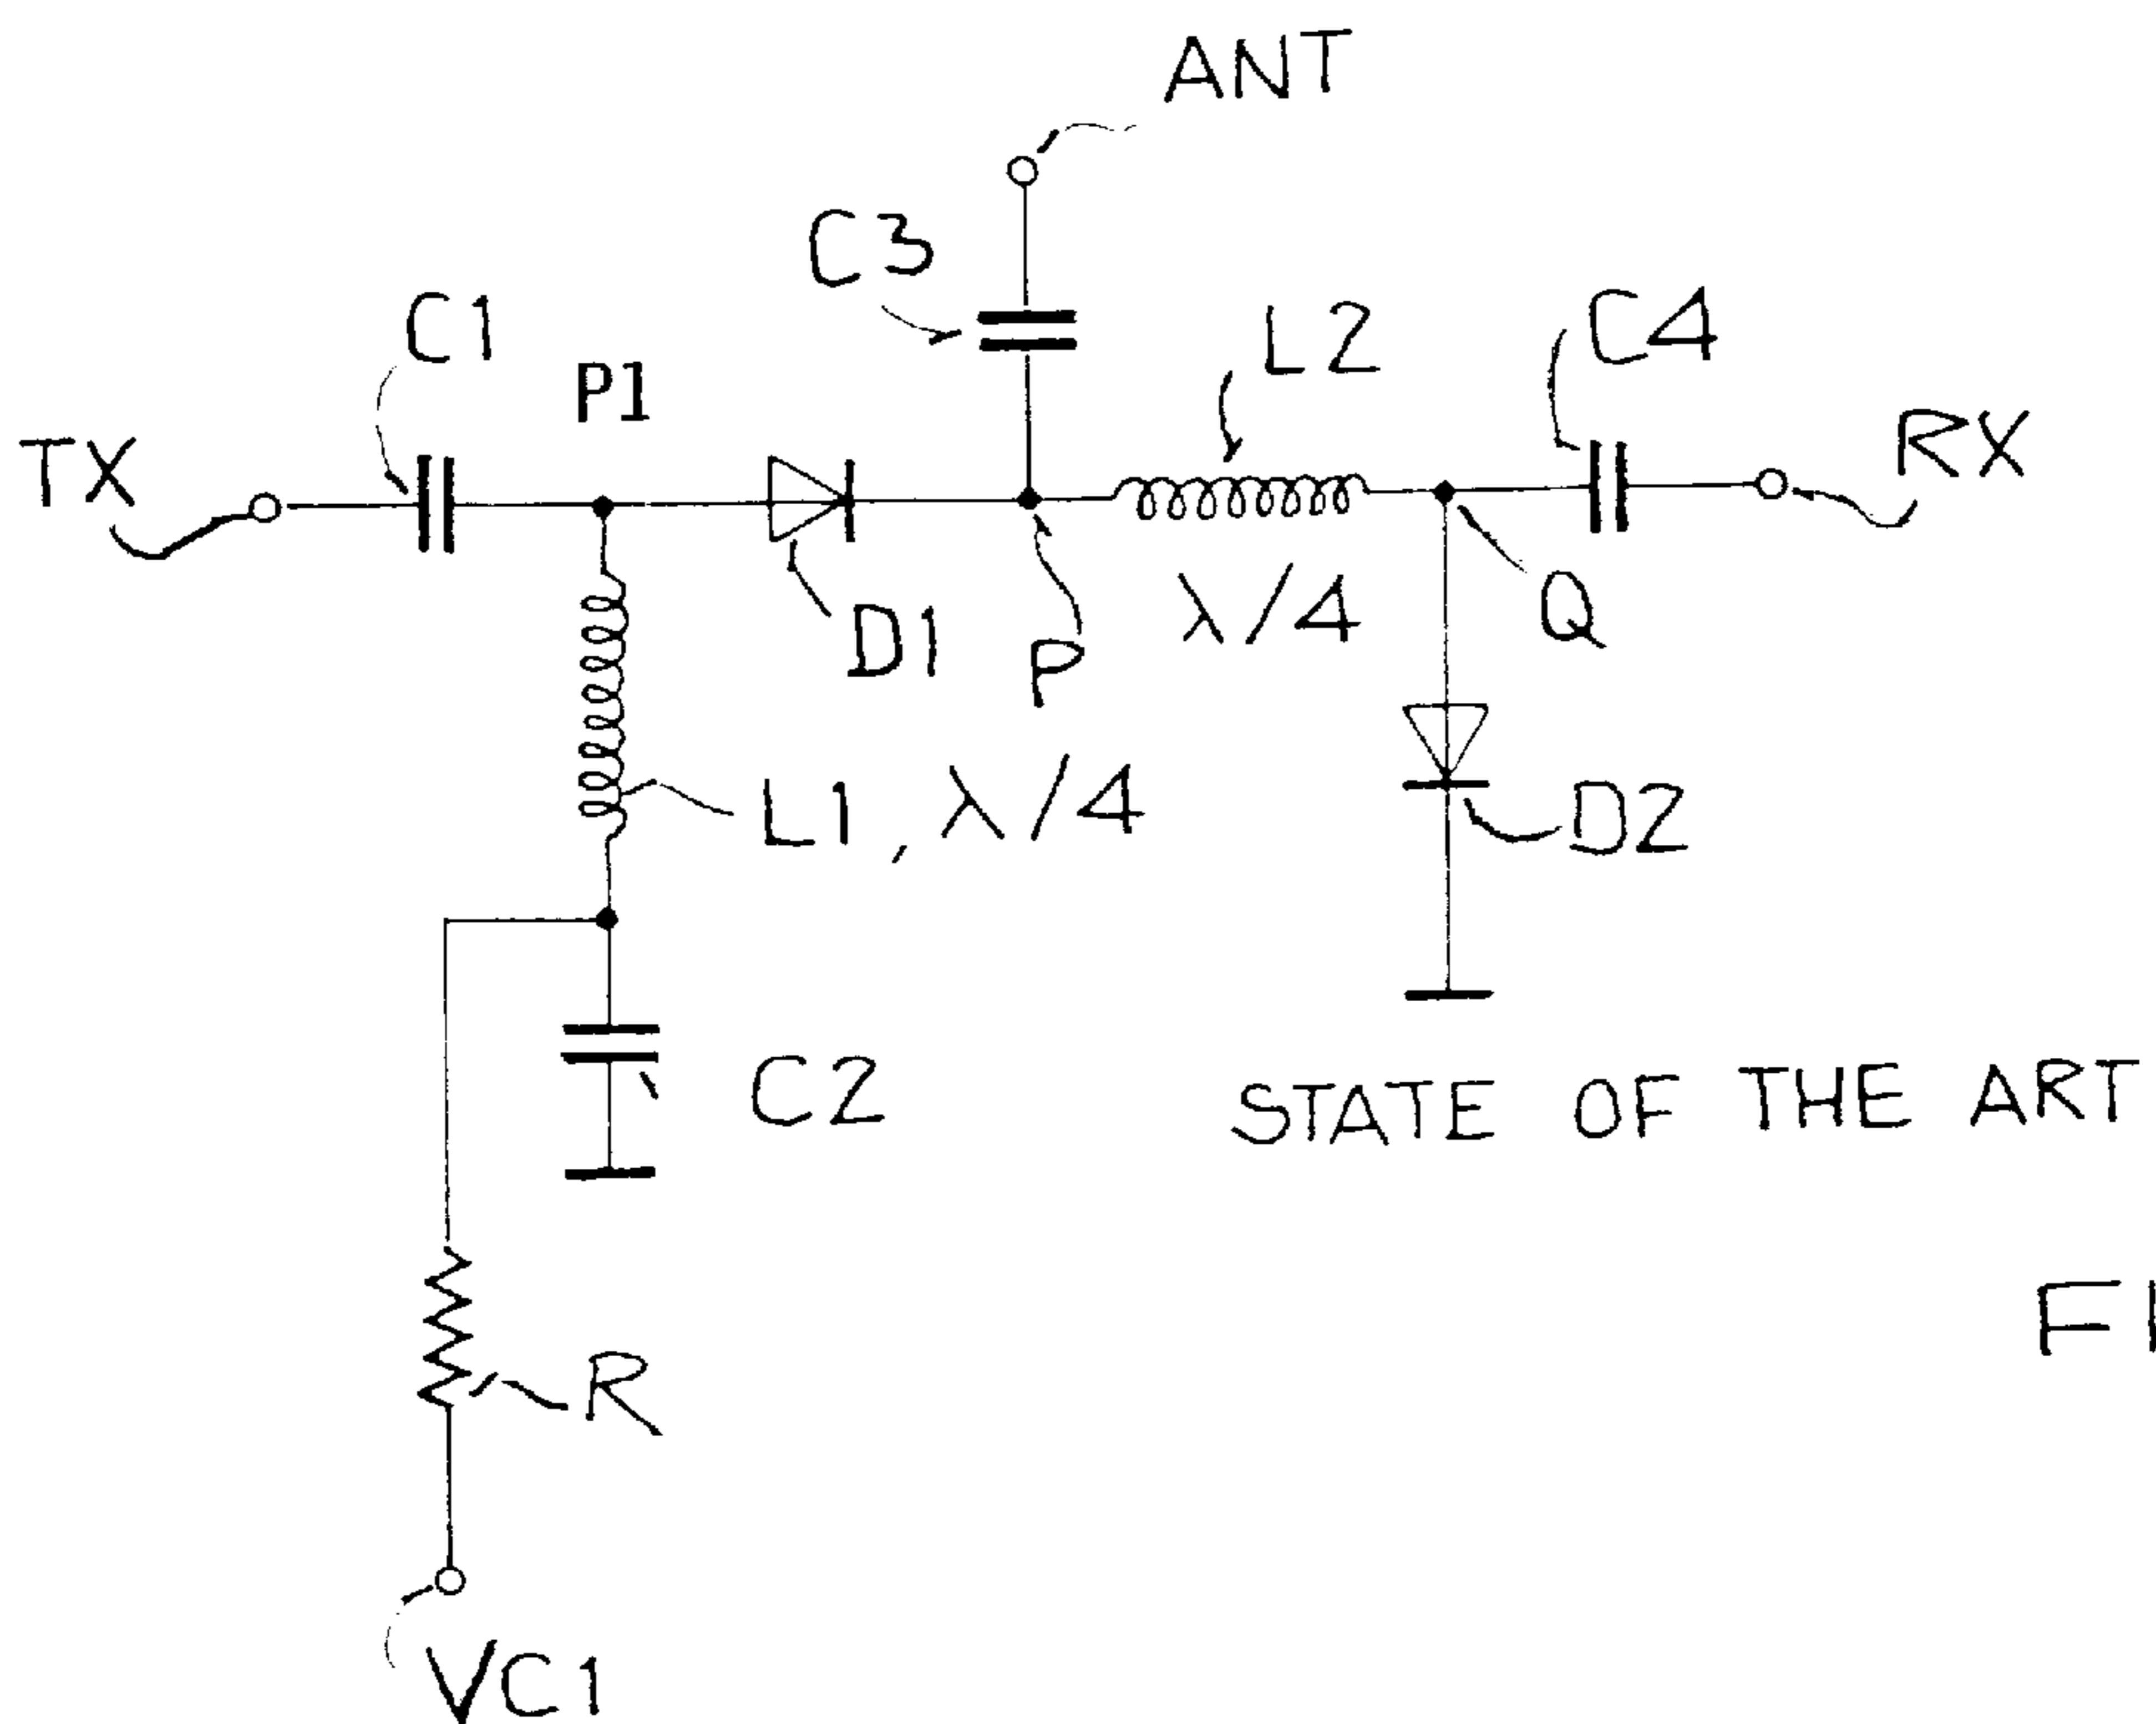 ANT
C3
C1
P1
L2
C4
TX
RX
λ/4
Q
D1
P
L1, λ/4
D2
C2
STATE OF THE ART
R
VC1